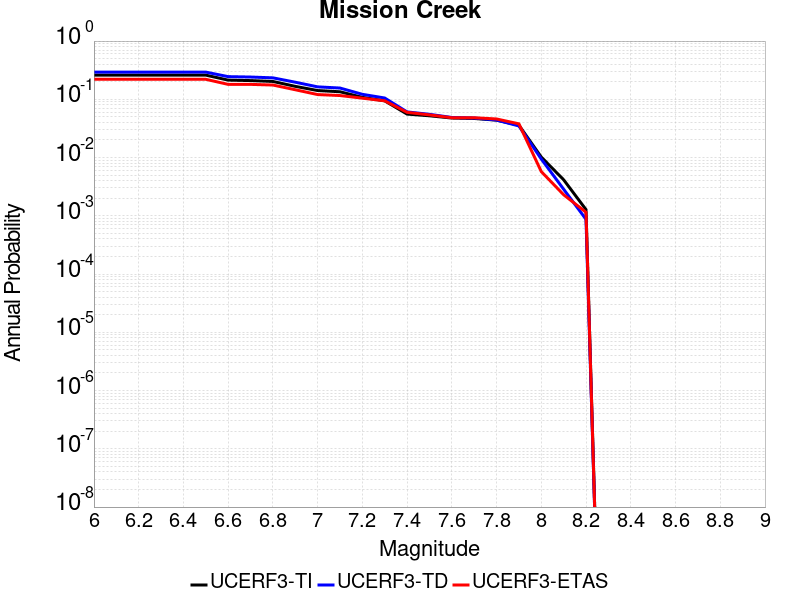 Mission Creek
Annual Probability
10^0
10^-1
10^-2
10^-3
10^-4
10^-5
10^-6
10^-7
10^-8
6 6.2 6.4 6.6 6.8 7 7.2 7.4 7.6 7.8 8 8.2 8.4 8.6 8.8 9
Magnitude
UCERF3-TI UCERF3-TD UCERF3-ETAS